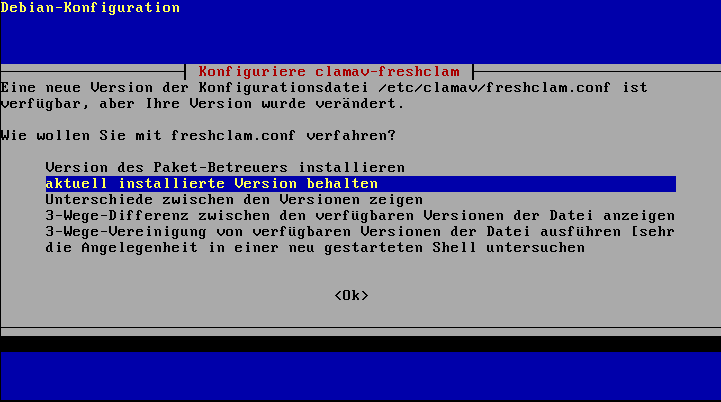 Debian-Konfiguration
Konfiguriere clamav-freshclam
Eine neue Version der Konfigurationsdatei /etc/clamav/freshclam.conf ist
verfügbar, aber Ihre Version wurde verändert.
Wie wollen Sie mit freshclam.conf verfahren?
Version des Paket-Betreuers installieren
aktuell installierte Version behalten
Unterschiede zwischen den Versionen zeigen
3-Wege-Differenz zwischen den verfügbaren Versionen der Datei anzeigen
3-Wege-Vereinigung von verfügbaren Versionen der Datei ausführen [sehr
die Angelegenheit in einer neu gestarteten Shell untersuchen
<Ok>